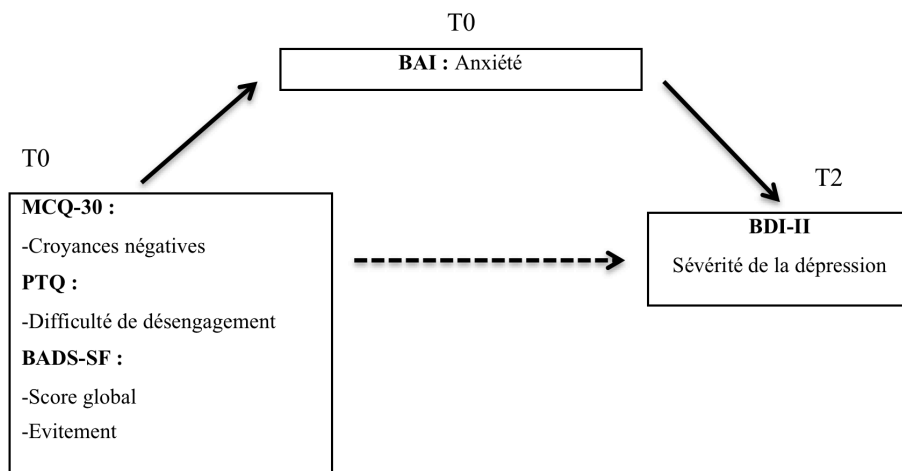 T0
BAI : Anxiété
T0
MCQ-30 :
-Croyances négatives
PTQ :
-Difficulté de désengagement
BADS-SF :
-Score global
-Evitement
T2
BDI-II
Sévérité de la dépression